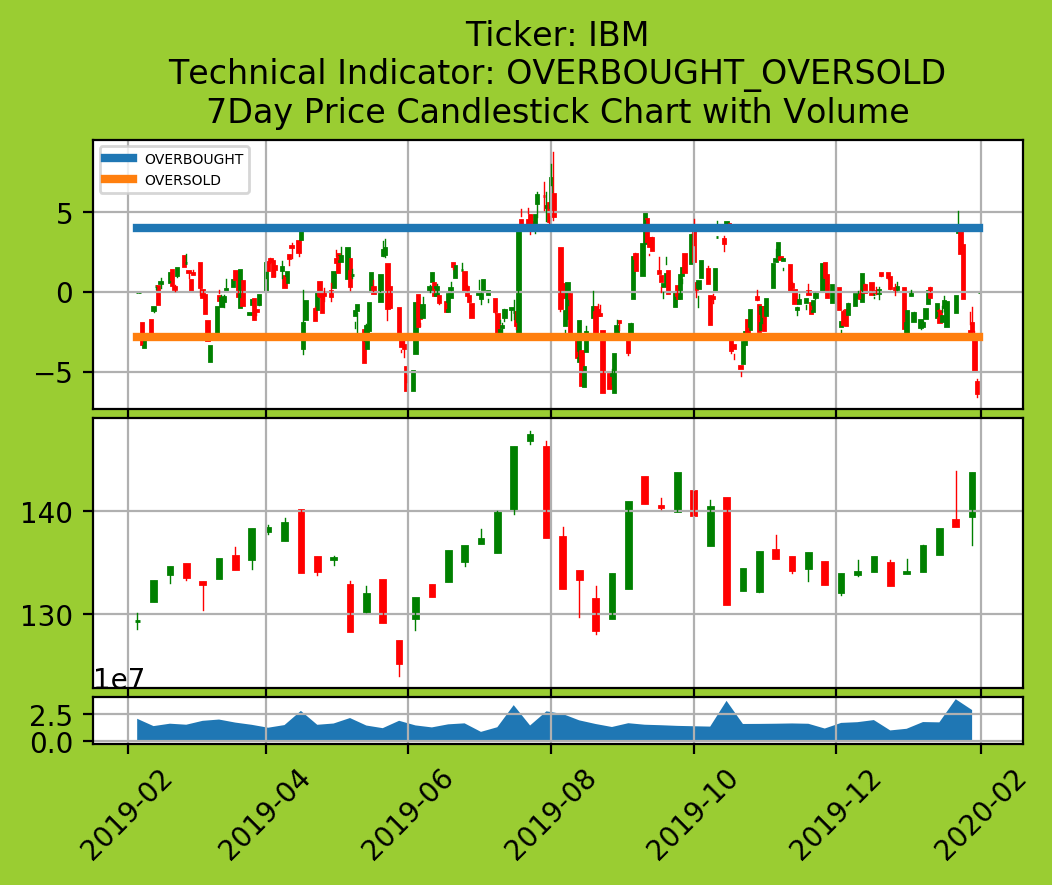 Ticker: IBM
Technical Indicator: OVERBOUGHT_OVERSOLD
7Day Price Candlestick Chart with Volume
OVERBOUGHT
OVERSOLD
5
0
−5
140
130
1e7
2.5
0.0
2019-02
2019-04
2019-06
2019-08
2019-10
2019-12
2020-02